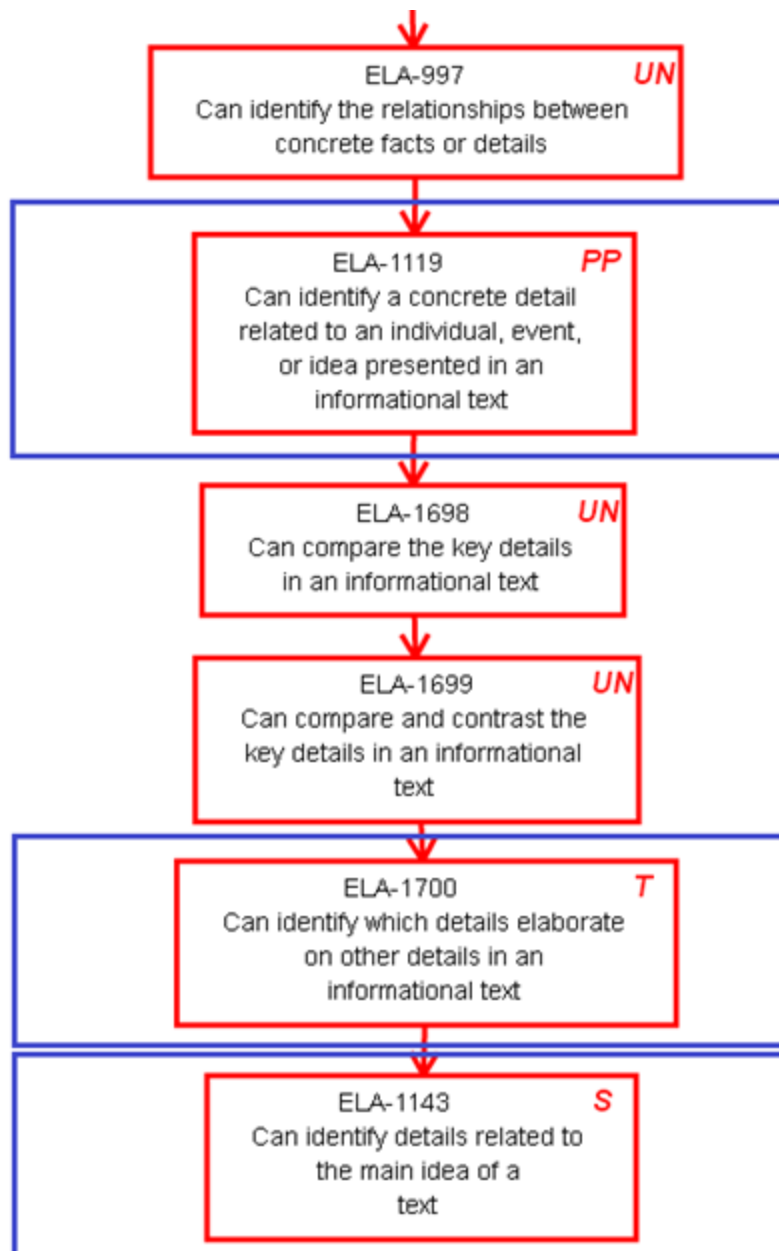 ELA-997 UN
Can identify the relationships between
concrete facts or details
ELA-1119 PP
Can identify a concrete detail
related to an individual, event,
or idea presented in an
informational text
ELA-1698 UN
Can compare the key details
in an informational text
ELA-1699 UN
Can compare and contrast the
key details in an informational
text
ELA-1700 T
Can identify which details elaborate
on other details in an
informational text
ELA-1143 S
Can identify details related to
the main idea of a
text